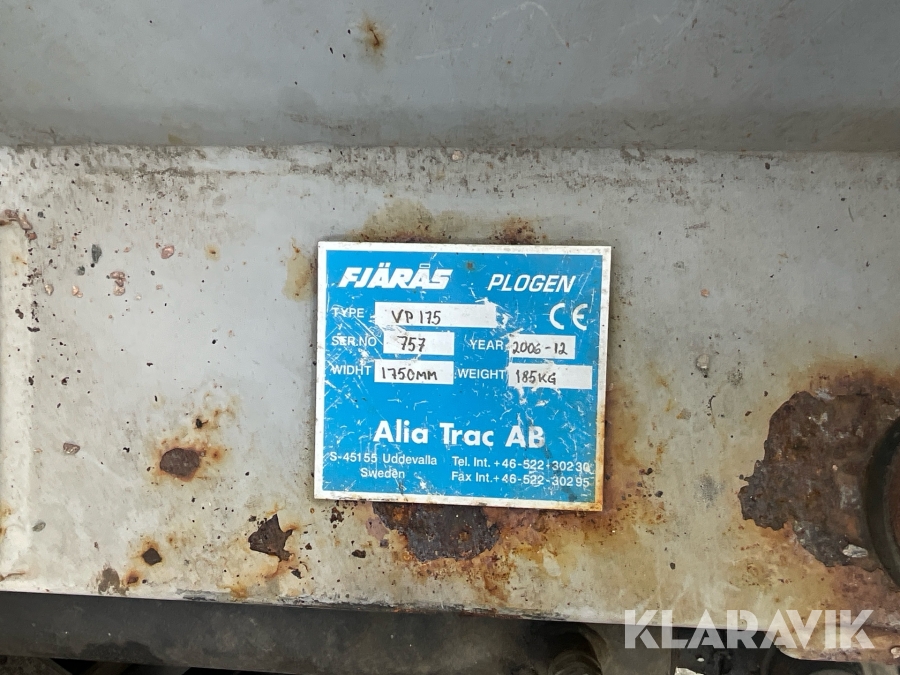 FJÄRÅS PLOGEN
TYPE VP 175 CE
SER.NO 757 YEAR 2006-12
WIDHT 1750MM WEIGHT 185KG
Alia Trac AB
S-45155 Uddevalla Tel. Int. +46-522-30230
Sweden Fax Int. +46-522-30295
KLARAVIK